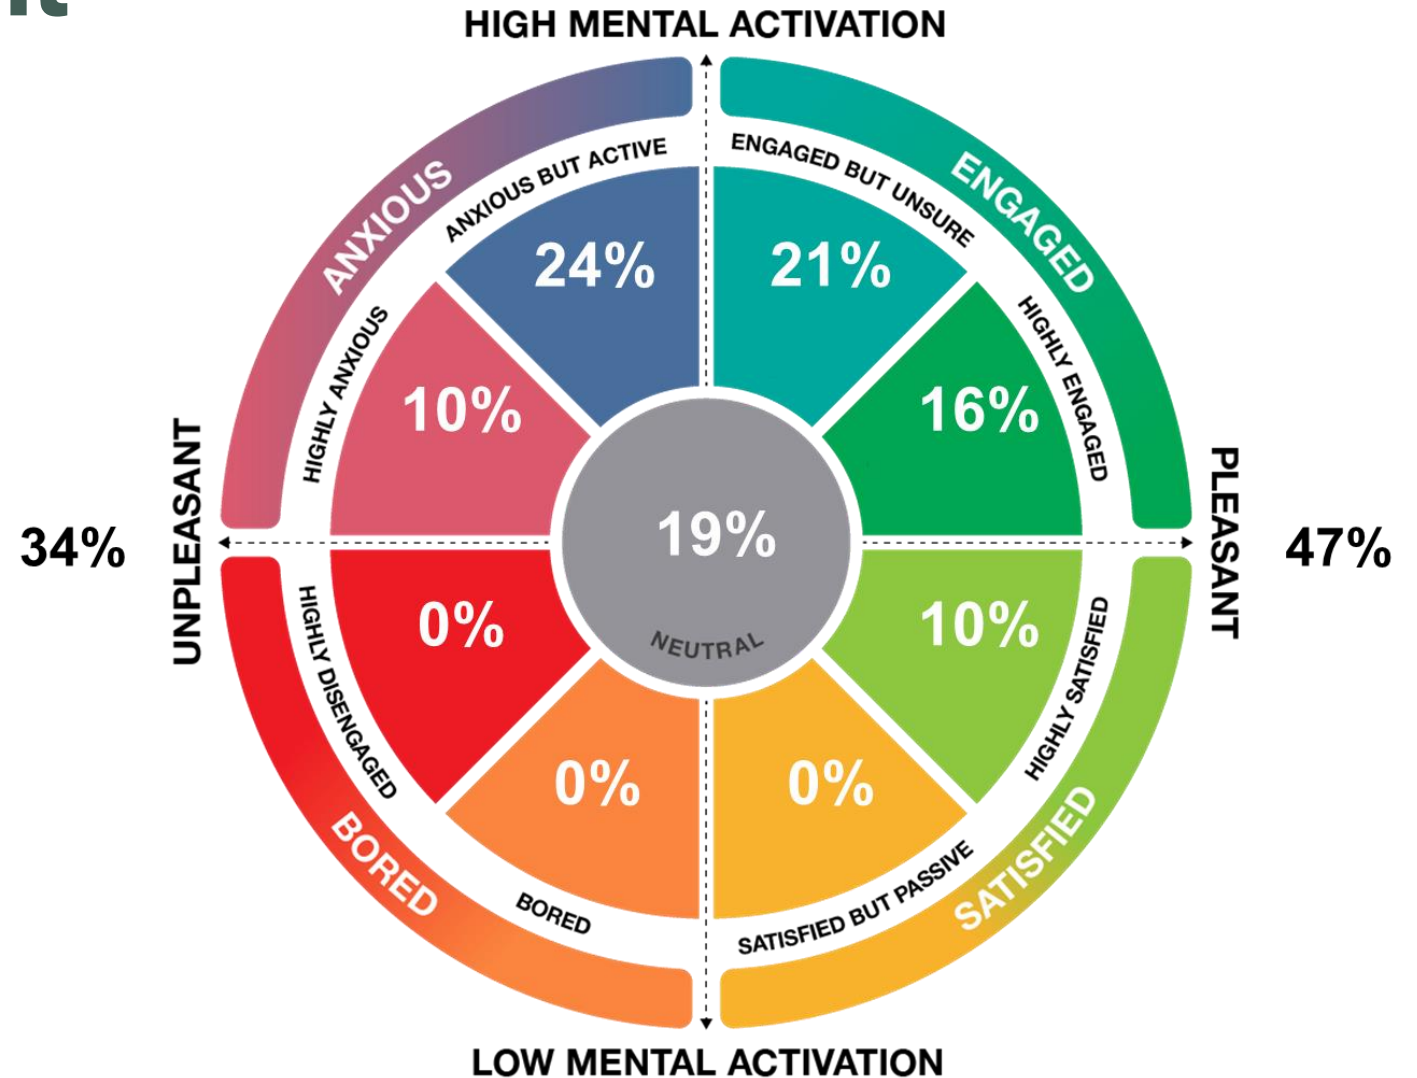 HIGH MENTAL ACTIVATION
ANXIOUS
ENGAGED
ANXIOUS BUT ACTIVE
ENGAGED BUT UNSURE
24%
21%
HIGHLY ANXIOUS
HIGHLY ENGAGED
10%
16%
UNPLEASANT
34%
19%
NEUTRAL
PLEASANT
47%
0%
10%
HIGHLY DISENGAGED
HIGHLY SATISFIED
0%
0%
BORED
SATISFIED
BORED
SATISFIED BUT PASSIVE
LOW MENTAL ACTIVATION